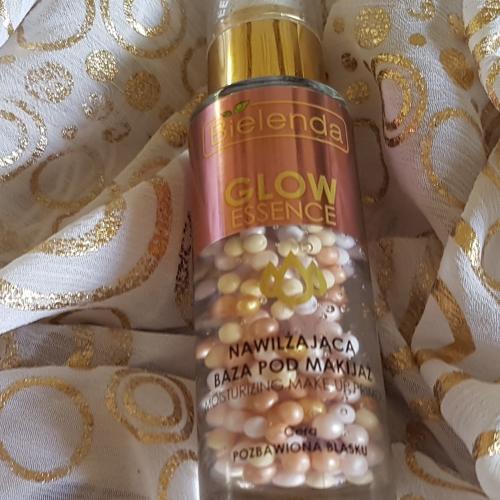 Bielenda
GLOW
ESSENCE
NAWILŻAJĄCA
BAZA POD MAKIJAŻ
MOISTURIZING MAKE-UP PRIMER
Cera
POZBAWIONA BLASKU